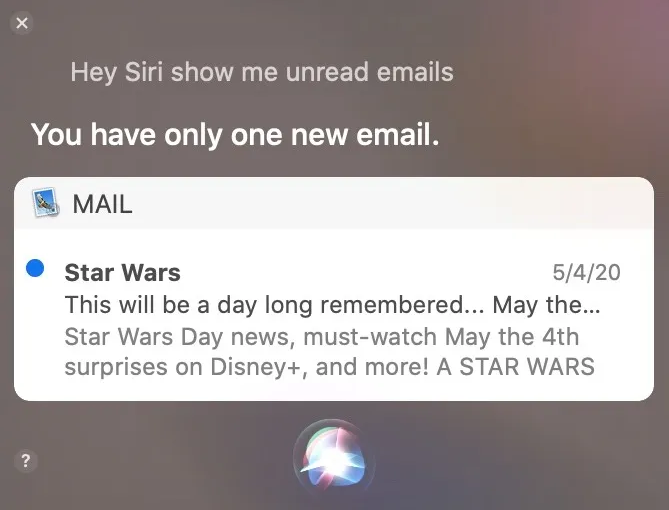 Hey Siri show me unread emails
You have only one new email.
MAIL
Star Wars 5/4/20
This will be a day long remembered... May the...
Star Wars Day news, must-watch May the 4th
surprises on Disney+, and more! A STAR WARS
?